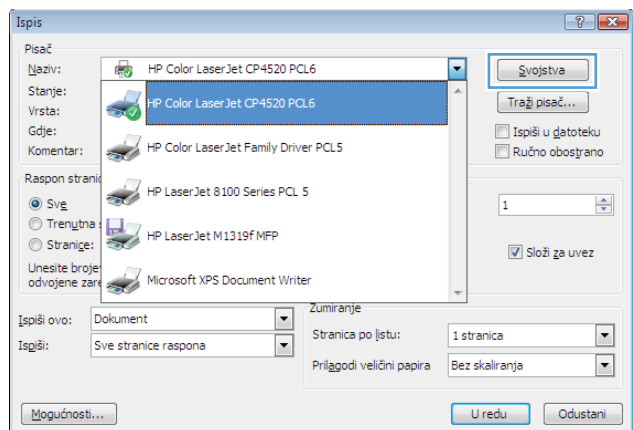 Ispis
Pisač
Naziv: HP Color LaserJet CP4520 PCL6 Svojstva
Stanje: HP Color LaserJet CP4520 PCL6
Vrsta: Traži pisač...
Gdje: HP Color LaserJet Family Driver PCL5 Ispiši u datoteku
Komentar: Ručno obostrano
Raspon stranic
HP LaserJet 8100 Series PCL 5
Sve 1
Trenutna s HP LaserJet M1319f MFP
Stranice: Složi za uvez
Unesite brojev
odvojene zare Microsoft XPS Document Writer
Zumiranje
Ispiši ovo: Dokument Stranica po listu: 1 stranica
Ispiši: Sve stranice raspona Prilagodi veličini papira Bez skaliranja
Mogućnosti... U redu Odustani